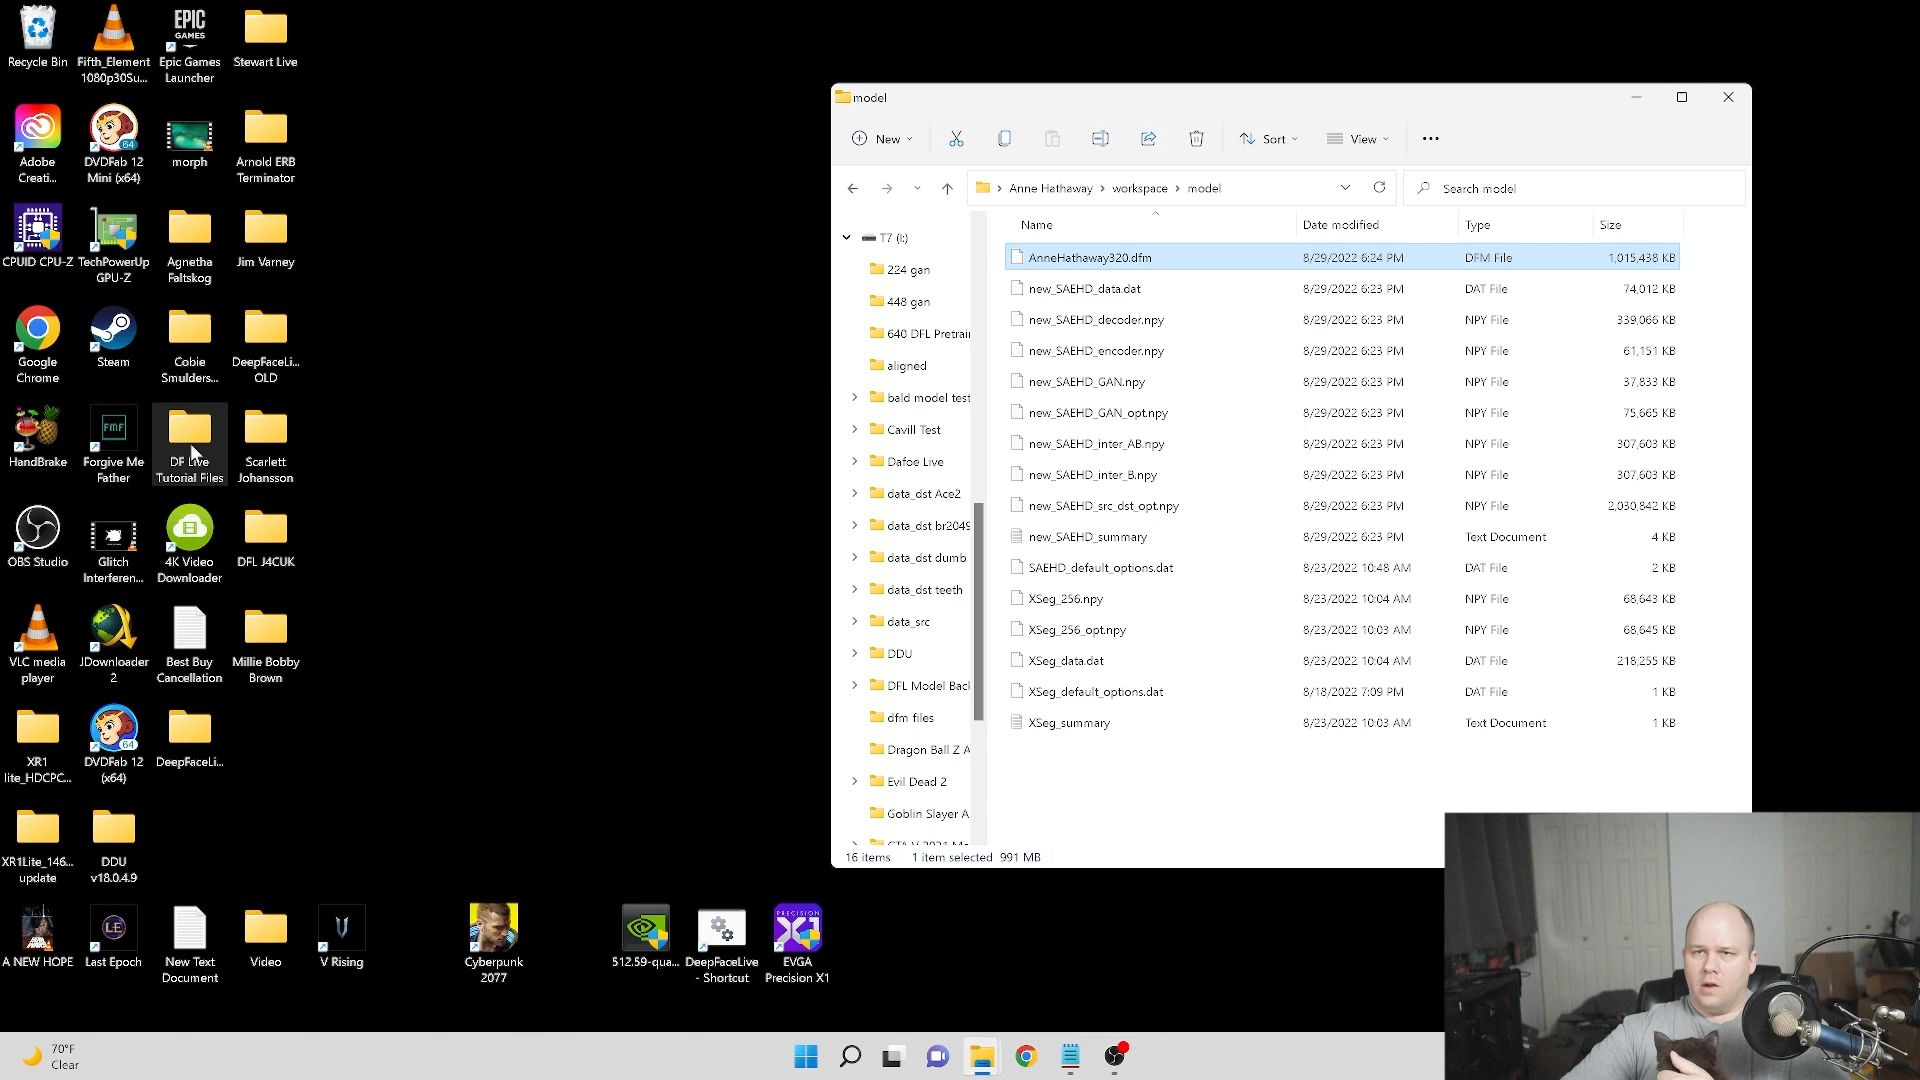 Recycle Bin
Fifth_Element
1080p30Su...
EPIC
GAMES
Epic Games
Launcher
Stewart Live
Adobe
Creati...
64
DVDFab 12
Mini (x64)
morph
Arnold ERB
Terminator
CPUID CPU-Z
TechPowerUp
GPU-Z
Agnetha
Faltskog
Jim Varney
Google
Chrome
Steam
Cobie
Smulders...
DeepFaceLi...
OLD
HandBrake
FMF
Forgive Me
Father
DF Live
Tutorial Files
Scarlett
Johansson
OBS Studio
Glitch
Interferen...
4K Video
Downloader
DFL J4CUK
VLC media
player
JDownloader
2
Best Buy
Cancellation
Millie Bobby
Brown
XR1
lite_HDCPC...
64
DVDFab 12
(x64)
DeepFaceLi...
XR1Lite_146...
update
DDU
v18.0.4.9
A NEW HOPE
LE
Last Epoch
New Text
Document
Video
V
V Rising
Cyberpunk
2077
512.59-qua...
DeepFaceLive
- Shortcut
PRECISION
X1
EVGA
Precision X1
model
New
Sort
View
Anne Hathaway > workspace > model
Search model
T7 (I:)
224 gan
448 gan
640 DFL Pretrain
aligned
bald model test
Cavill Test
Dafoe Live
data_dst Ace2
data_dst br2049
data_dst dumb
data_dst teeth
data_src
DDU
DFL Model Back
dfm files
Dragon Ball Z A
Evil Dead 2
Goblin Slayer A
Name Date modified Type Size
AnneHathaway320.dfm 8/29/2022 6:24 PM DFM File 1,015,438 KB
new_SAEHD_data.dat 8/29/2022 6:23 PM DAT File 74,012 KB
new_SAEHD_decoder.npy 8/29/2022 6:23 PM NPY File 339,066 KB
new_SAEHD_encoder.npy 8/29/2022 6:23 PM NPY File 61,151 KB
new_SAEHD_GAN.npy 8/29/2022 6:23 PM NPY File 37,833 KB
new_SAEHD_GAN_opt.npy 8/29/2022 6:23 PM NPY File 75,665 KB
new_SAEHD_inter_AB.npy 8/29/2022 6:23 PM NPY File 307,603 KB
new_SAEHD_inter_B.npy 8/29/2022 6:23 PM NPY File 307,603 KB
new_SAEHD_src_dst_opt.npy 8/29/2022 6:23 PM NPY File 2,030,842 KB
new_SAEHD_summary 8/29/2022 6:23 PM Text Document 4 KB
SAEHD_default_options.dat 8/23/2022 10:48 AM DAT File 2 KB
XSeg_256.npy 8/23/2022 10:04 AM NPY File 68,643 KB
XSeg_256_opt.npy 8/23/2022 10:03 AM NPY File 68,645 KB
XSeg_data.dat 8/23/2022 10:04 AM DAT File 218,255 KB
XSeg_default_options.dat 8/18/2022 7:09 PM DAT File 1 KB
XSeg_summary 8/23/2022 10:03 AM Text Document 1 KB
16 items 1 item selected 991 MB
70°F
Clear